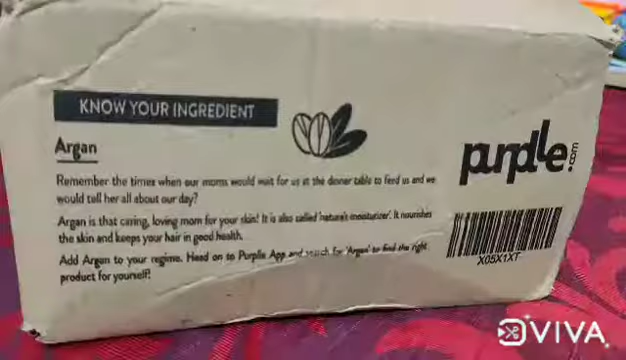 KNOW YOUR INGREDIENT
Argan
Remember the times when our moms would wait for us at the dinner table to feed us and we
would tell her all about our day?
Argan is that caring, loving mom for your skin! It is also called 'nature's moisturizer'. It nourishes
the skin and keeps your hair in good health.
Add Argan to your regime. Head on to Purplle App and search for 'Argan' to find the right
product for yourself!
purplle.com
X05X1XT
VIVA